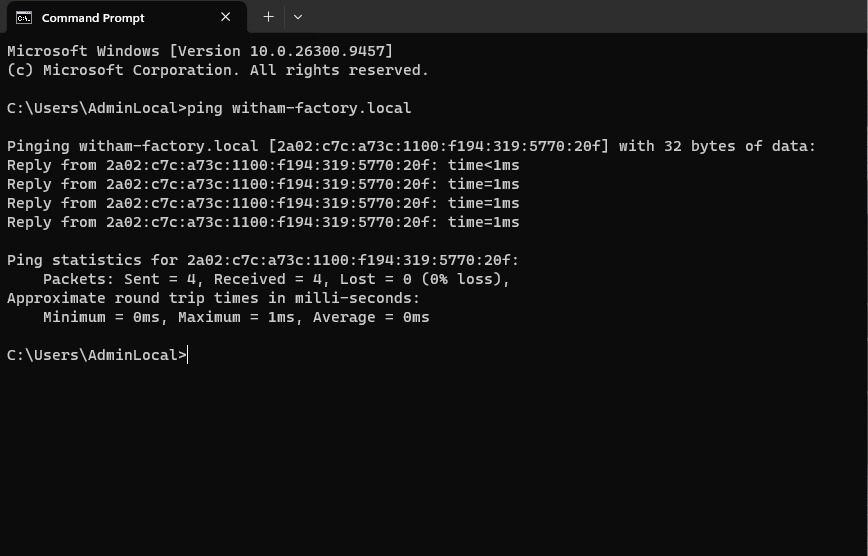 Command Prompt
Microsoft Windows [Version 10.0.26300.9457]
(c) Microsoft Corporation. All rights reserved.
C:\Users\AdminLocal>ping witham-factory.local
Pinging witham-factory.local [2a02:c7c:a73c:1100:f194:319:5770:20f] with 32 bytes of data:
Reply from 2a02:c7c:a73c:1100:f194:319:5770:20f: time<1ms
Reply from 2a02:c7c:a73c:1100:f194:319:5770:20f: time=1ms
Reply from 2a02:c7c:a73c:1100:f194:319:5770:20f: time=1ms
Reply from 2a02:c7c:a73c:1100:f194:319:5770:20f: time=1ms
Ping statistics for 2a02:c7c:a73c:1100:f194:319:5770:20f:
    Packets: Sent = 4, Received = 4, Lost = 0 (0% loss),
Approximate round trip times in milli-seconds:
    Minimum = 0ms, Maximum = 1ms, Average = 0ms
C:\Users\AdminLocal>